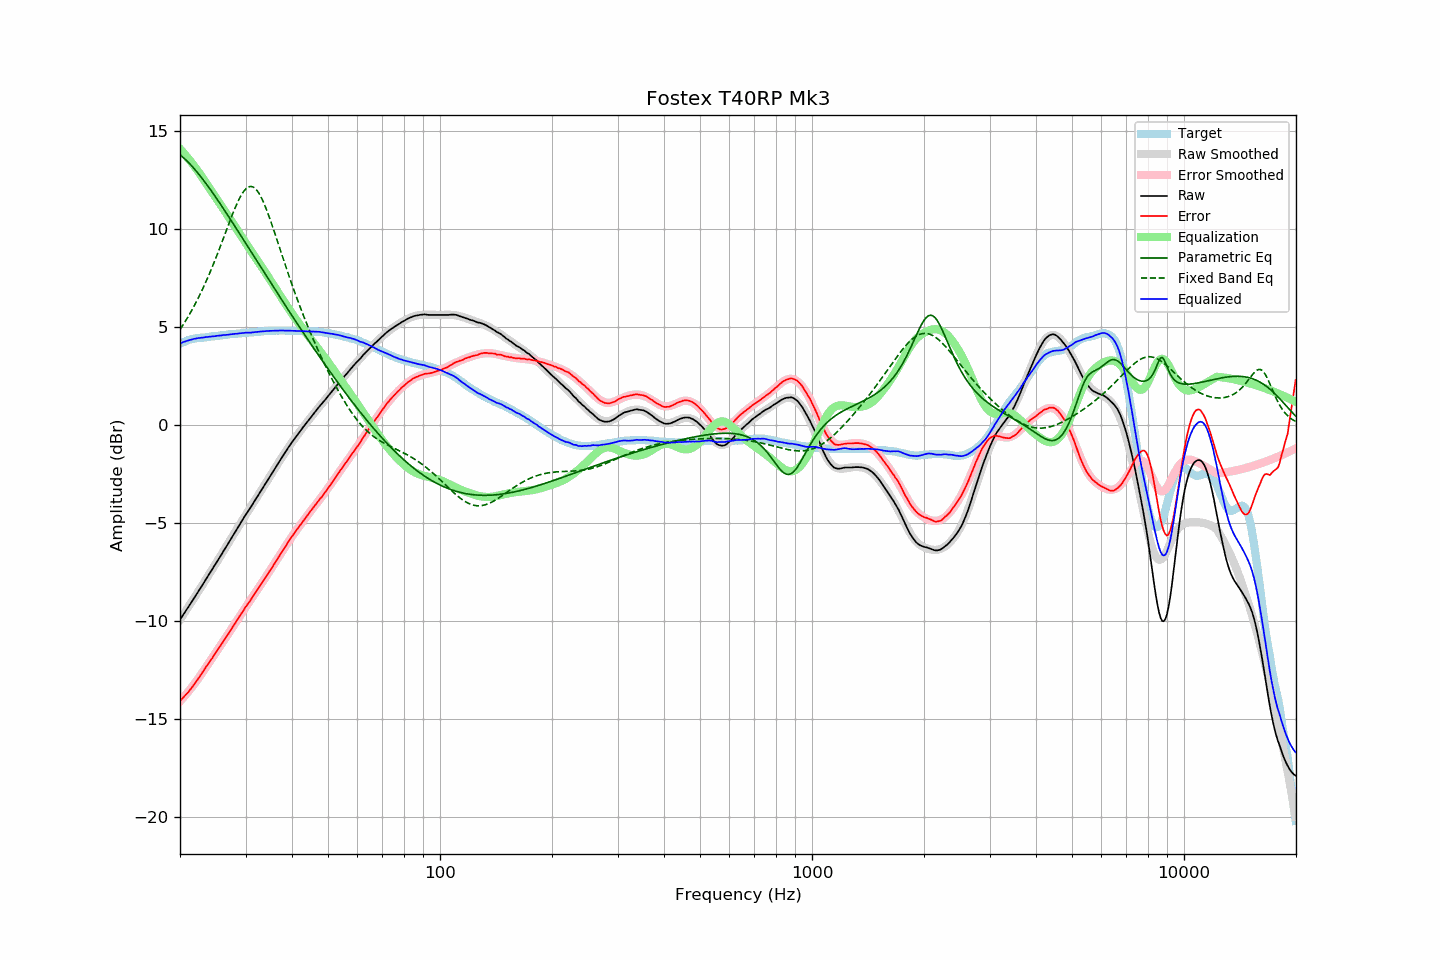 Fostex T40RP Mk3
Target
Raw Smoothed
Error Smoothed
Raw
Error
Equalization
Parametric Eq
Fixed Band Eq
Equalized
15
10
5
0
−5
−10
−15
−20
Amplitude (dBr)
100
1000
10000
Frequency (Hz)